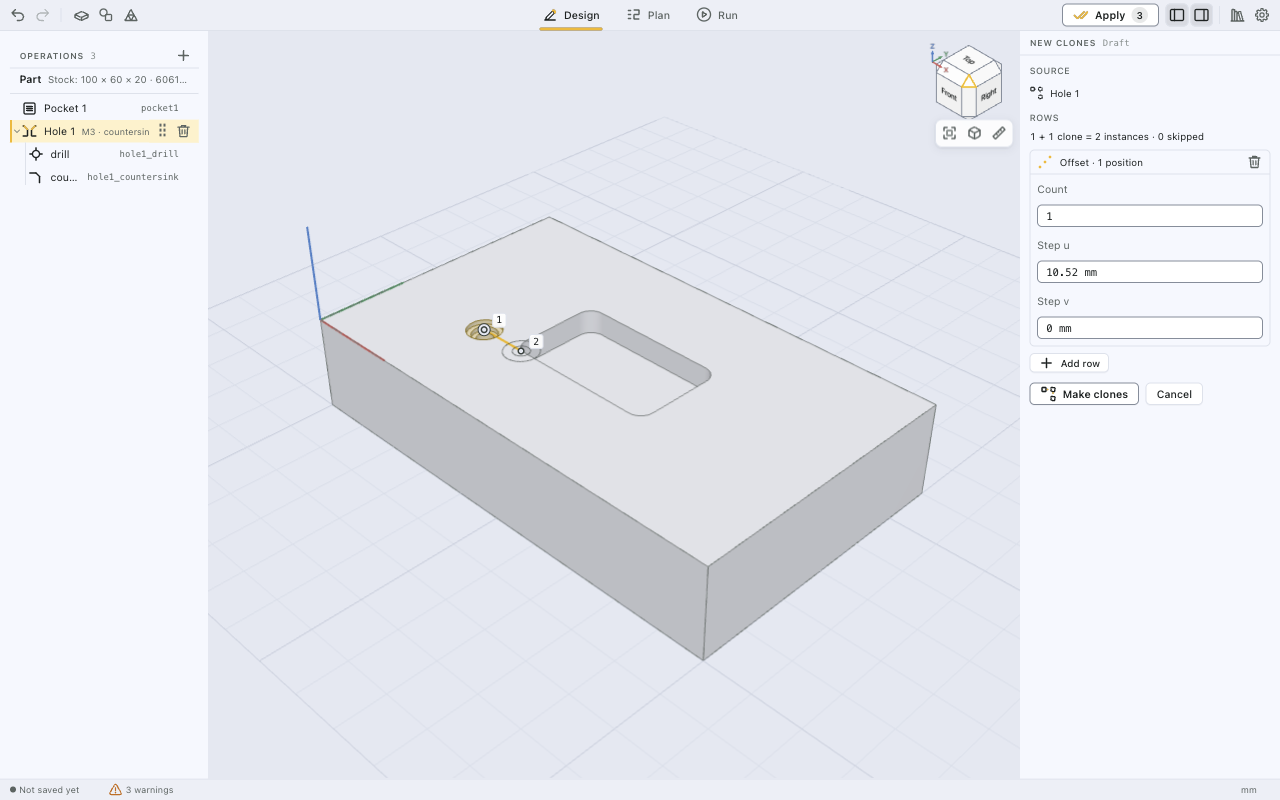 Design
Plan
Run
Apply 3
OPERATIONS 3
Part Stock: 100 × 60 × 20 · 6061...
Pocket 1 pocket1
Hole 1 M3 · countersin
drill hole1_drill
cou... hole1_countersink
Z
Y
X
Top
Front
Right
1
2
NEW CLONES Draft
SOURCE
Hole 1
ROWS
1 + 1 clone = 2 instances · 0 skipped
Offset · 1 position
Count
1
Step u
10.52 mm
Step v
0 mm
Add row
Make clones
Cancel
Not saved yet
3 warnings
mm